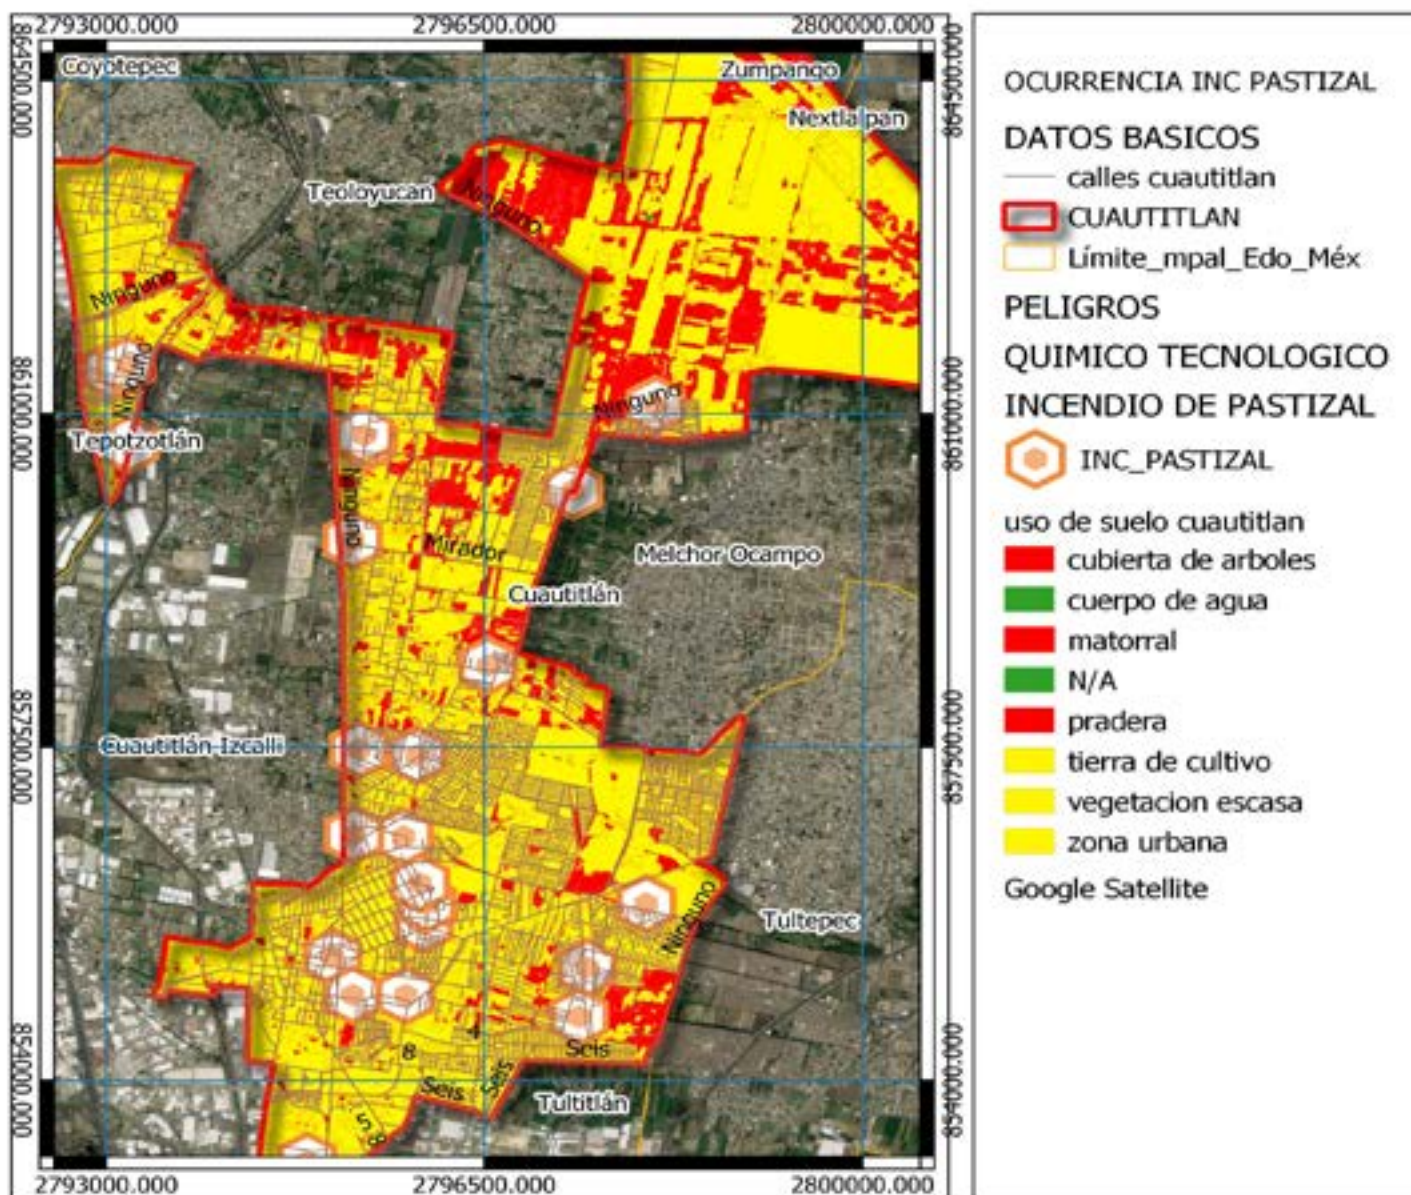 2793000.000 2796500.000 2800000.000
864500.000
864500.000
Coyotepec
Zumpango
Nextlalpan
Teoloyucan
Ninguno
Ninguno
Ninguno
Ninguno
861000.000
861000.000
Tepotzotlán
Ninguno
Mirador
Melchor Ocampo
Cuautitlán
Cuautitlán Izcalli
857500.000
857500.000
Ninguno
Tultepec
4
8
Seis
Seis
Seis
854000.000
854000.000
Tultitlán
5
8
2793000.000 2796500.000 2800000.000
OCURRENCIA INC PASTIZAL
DATOS BASICOS
calles cuautitlan
CUAUTITLAN
Límite_mpal_Edo_Méx
PELIGROS
QUIMICO TECNOLOGICO
INCENDIO DE PASTIZAL
INC_PASTIZAL
uso de suelo cuautitlan
cubierta de arboles
cuerpo de agua
matorral
N/A
pradera
tierra de cultivo
vegetacion escasa
zona urbana
Google Satellite